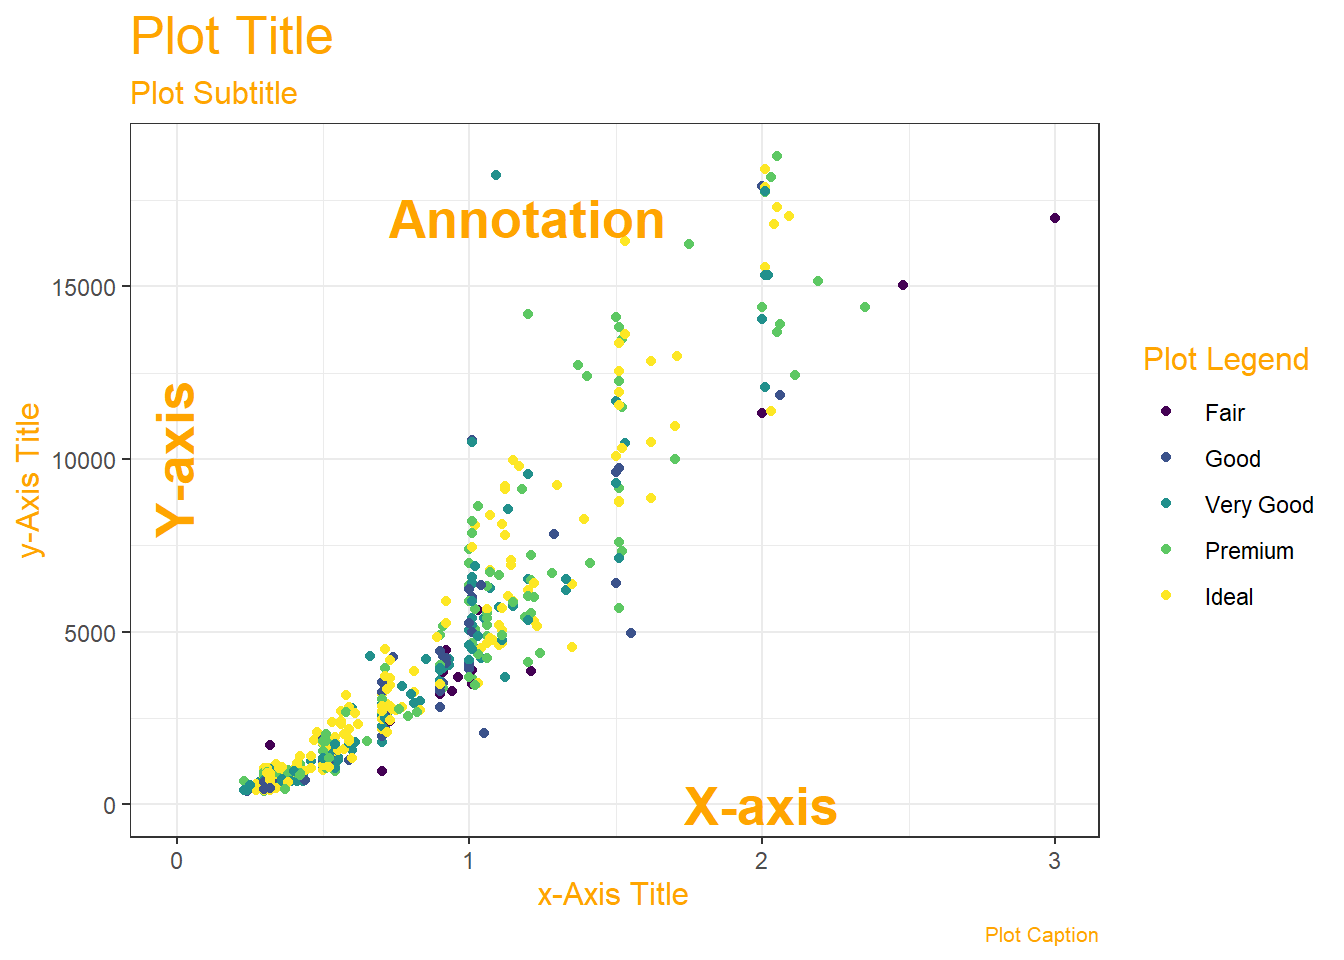 Plot Title
Plot Subtitle
Annotation
15000
10000
5000
0
y-Axis Title
Y-axis
X-axis
0 1 2 3
x-Axis Title
Plot Caption
Plot Legend
Fair
Good
Very Good
Premium
Ideal